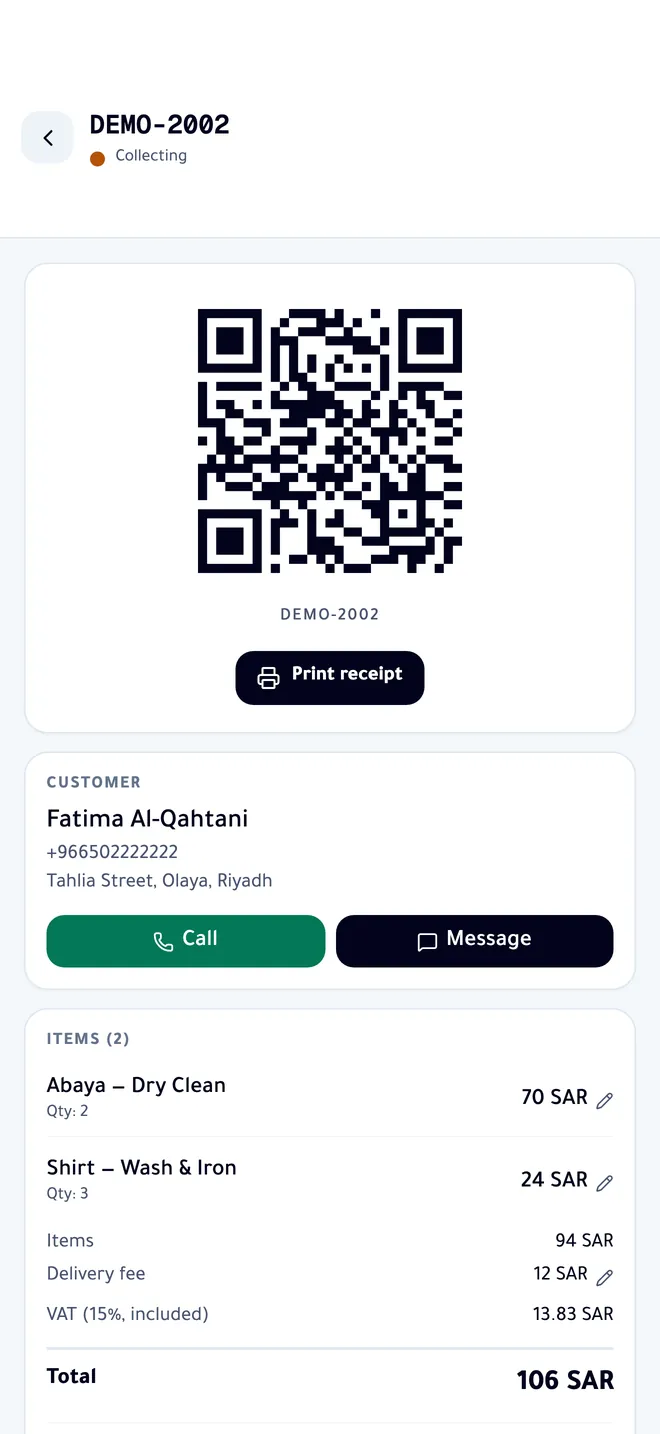 DEMO-2002
Collecting
DEMO-2002
Print receipt
CUSTOMER
Fatima Al-Qahtani
+966502222222
Tahlia Street, Olaya, Riyadh
Call
Message
ITEMS (2)
Abaya – Dry Clean
70 SAR
Qty: 2
Shirt – Wash & Iron
24 SAR
Qty: 3
Items 94 SAR
Delivery fee 12 SAR
VAT (15%, included) 13.83 SAR
Total 106 SAR